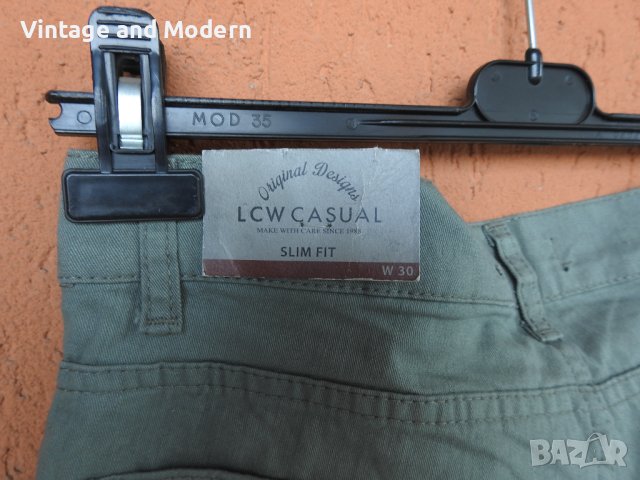 Vintage and Modern
MOD 35
Original Designs
LCW CASUAL
MAKE WITH CARE SINCE 1988
SLIM FIT
W 30
BAZAR